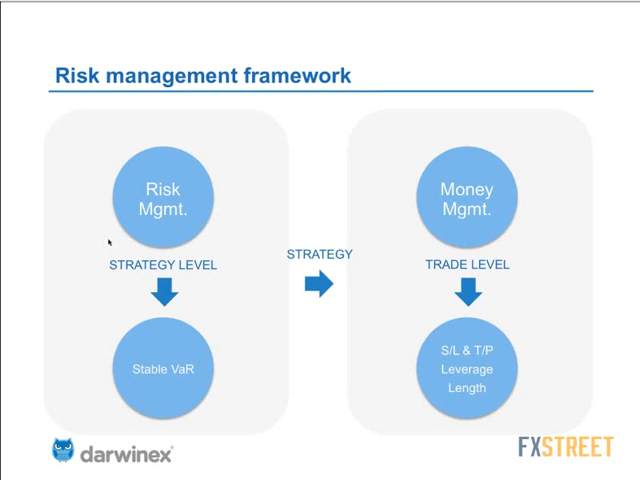 Risk management framework
Risk
Mgmt.
STRATEGY LEVEL
Stable VaR
STRATEGY
Money
Mgmt.
TRADE LEVEL
S/L & T/P
Leverage
Length
darwinex®
FXSTREET